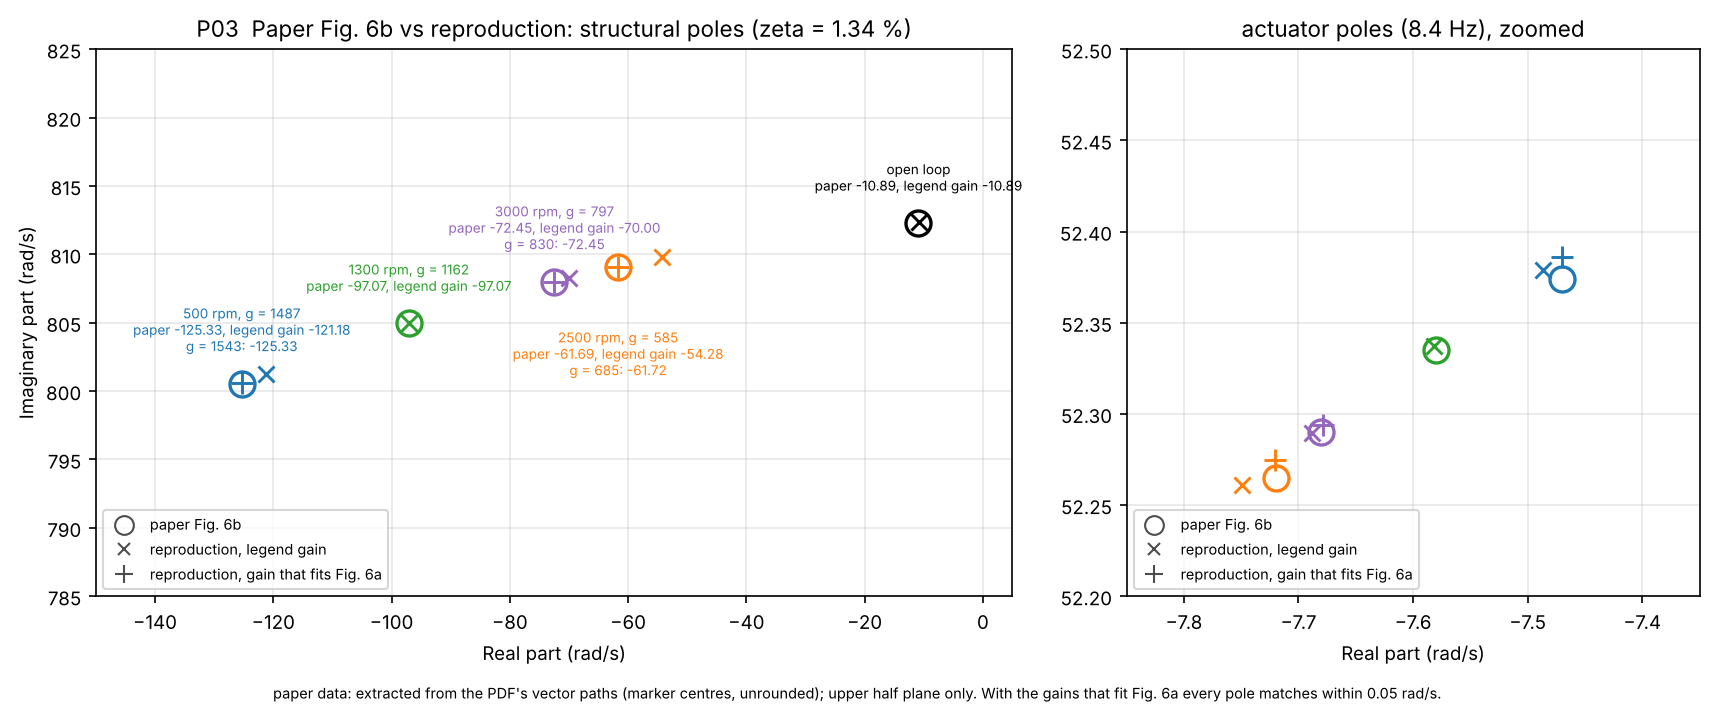 P03  Paper Fig. 6b vs reproduction: structural poles (zeta = 1.34 %)
825
820
815
810
805
800
795
790
785
Imaginary part (rad/s)
open loop
paper -10.89, legend gain -10.89
3000 rpm, g = 797
paper -72.45, legend gain -70.00
g = 830: -72.45
1300 rpm, g = 1162
paper -97.07, legend gain -97.07
500 rpm, g = 1487
paper -125.33, legend gain -121.18
g = 1543: -125.33
2500 rpm, g = 585
paper -61.69, legend gain -54.28
g = 685: -61.72
paper Fig. 6b
reproduction, legend gain
reproduction, gain that fits Fig. 6a
−140 −120 −100 −80 −60 −40 −20 0
Real part (rad/s)
actuator poles (8.4 Hz), zoomed
52.50
52.45
52.40
52.35
52.30
52.25
52.20
paper Fig. 6b
reproduction, legend gain
reproduction, gain that fits Fig. 6a
−7.8 −7.7 −7.6 −7.5 −7.4
Real part (rad/s)
paper data: extracted from the PDF's vector paths (marker centres, unrounded); upper half plane only. With the gains that fit Fig. 6a every pole matches within 0.05 rad/s.